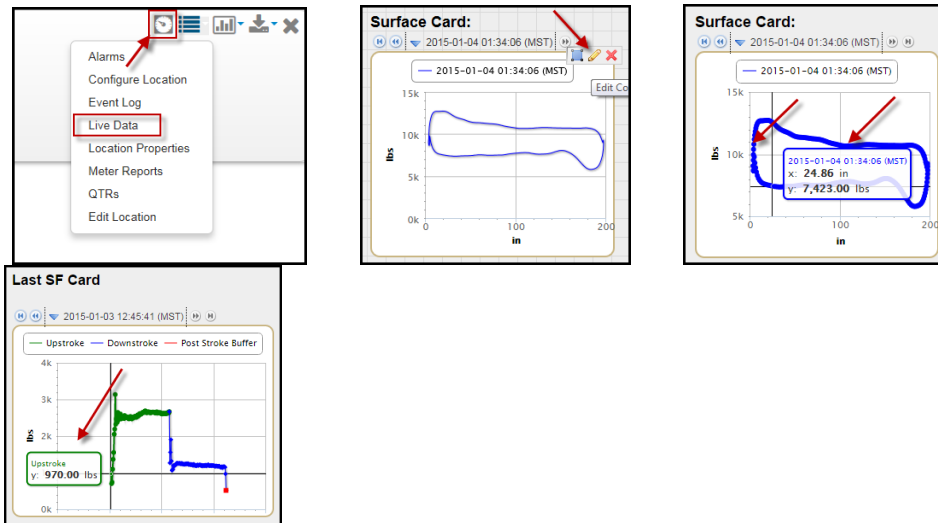 Alarms
Configure Location
Event Log
Live Data
Location Properties
Meter Reports
QTRs
Edit Location
Surface Card:
2015-01-04 01:34:06 (MST)
2015-01-04 01:34:06 (MST)
Edit Co
15k
10k
5k
0k
lbs
0
100
200
in
Surface Card:
2015-01-04 01:34:06 (MST)
2015-01-04 01:34:06 (MST)
15k
10k
5k
lbs
2015-01-04 01:34:06 (MST)
x: 24.86 in
y: 7,423.00 lbs
0
100
200
in
Last SF Card
2015-01-03 12:45:41 (MST)
Upstroke Downstroke Post Stroke Buffer
4k
3k
2k
0k
lbs
Upstroke
y: 970.00 lbs